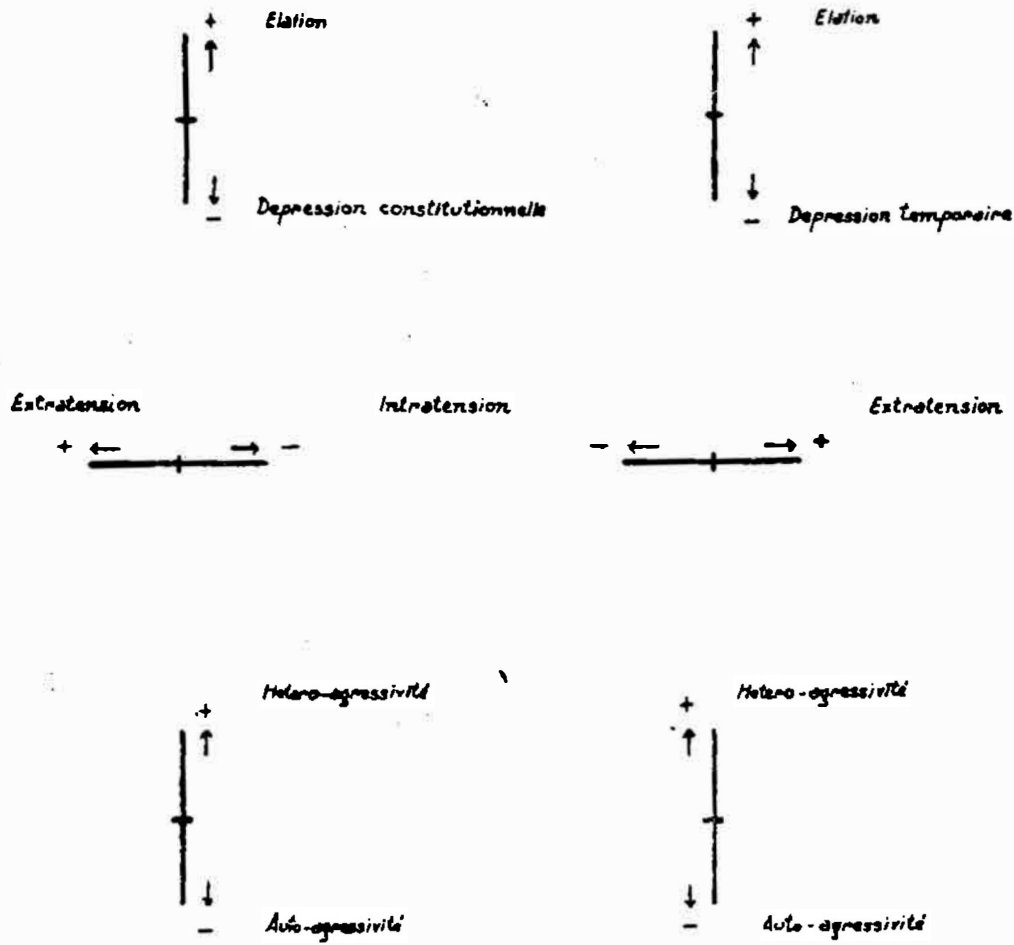 + Elation + Elation
- Depression constitutionnelle - Depression temporaire
Extratension Intratension Extratension
+ - - +
Hetero-agressivité Hetero-agressivité
+ +
- Auto-agressivité - Auto-agressivité